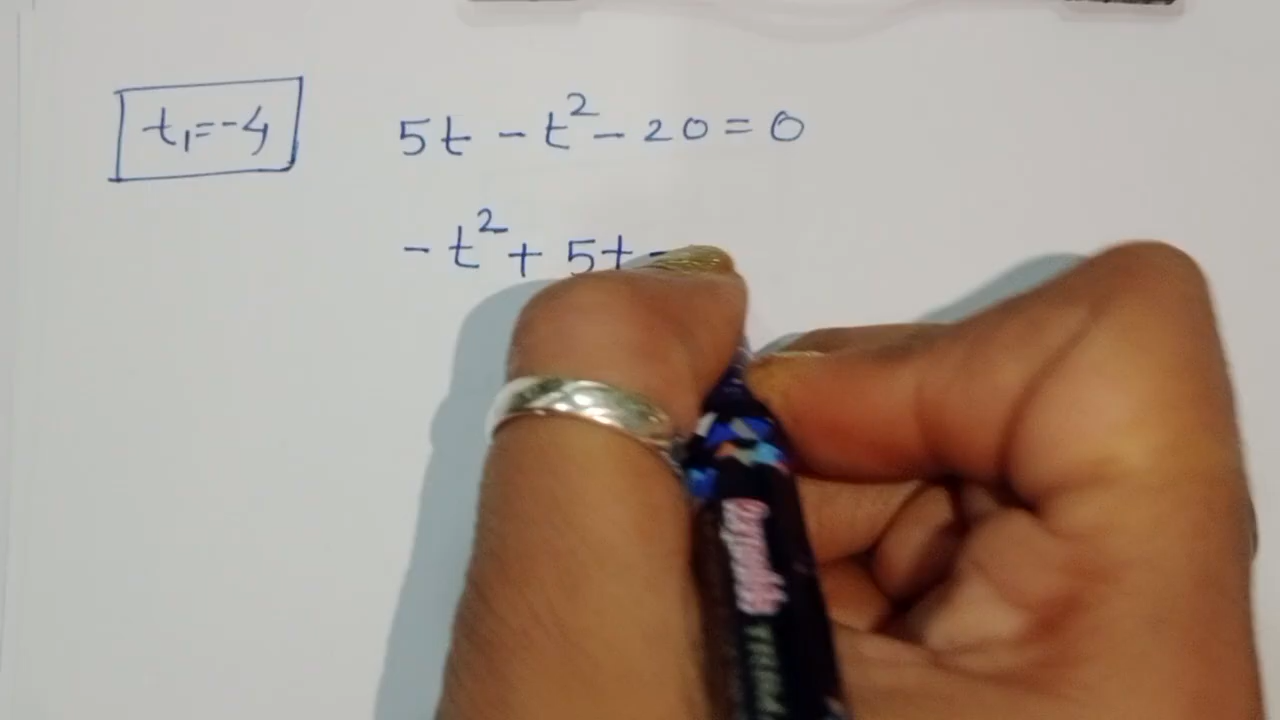 t₁=-4
5t - t² - 20 = 0
- t² + 5t -